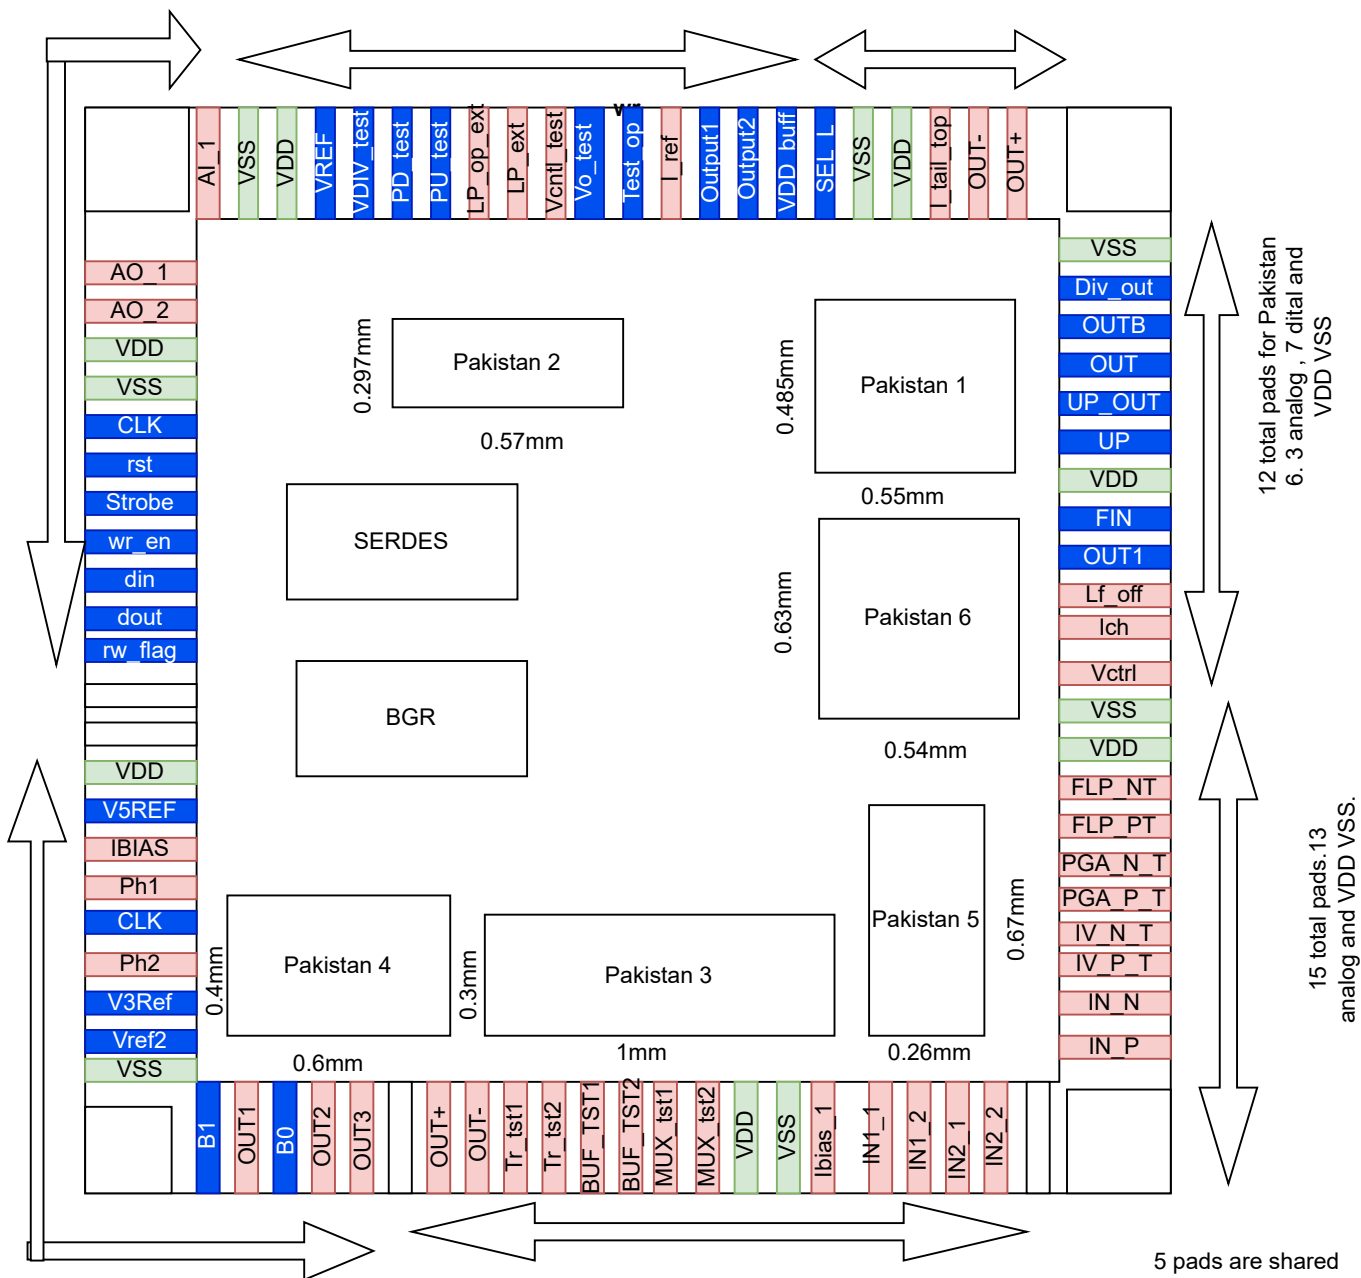 wr
AI_1
VSS
VDD
VREF
VDIV_test
PD_test
PU_test
LP_op_ext
LP_ext
Vcntl_test
Vo_test
Test_op
I_ref
Output1
Output2
VDD_buff
SEL_L
VSS
VDD
I_tail_top
OUT-
OUT+
AO_1
AO_2
VDD
VSS
CLK
rst
Strobe
wr_en
din
dout
rw_flag
VDD
V5REF
IBIAS
Ph1
CLK
Ph2
V3Ref
Vref2
VSS
Pakistan 2
0.297mm
0.57mm
Pakistan 1
0.485mm
0.55mm
SERDES
Pakistan 6
0.63mm
0.54mm
BGR
Pakistan 4
0.4mm
0.6mm
Pakistan 3
0.3mm
1mm
Pakistan 5
0.67mm
0.26mm
VSS
Div_out
OUTB
OUT
UP_OUT
UP
VDD
FIN
OUT1
Lf_off
Ich
Vctrl
VSS
VDD
FLP_NT
FLP_PT
PGA_N_T
PGA_P_T
IV_N_T
IV_P_T
IN_N
IN_P
12 total pads for Pakistan
6. 3 analog , 7 dital and
VDD VSS
15 total pads.13
analog and VDD VSS.
B1
OUT1
B0
OUT2
OUT3
OUT+
OUT-
Tr_tst1
Tr_tst2
BUF_TST1
BUF_TST2
MUX_tst1
MUX_tst2
VDD
VSS
Ibias_1
IN1_1
IN1_2
IN2_1
IN2_2
5 pads are shared